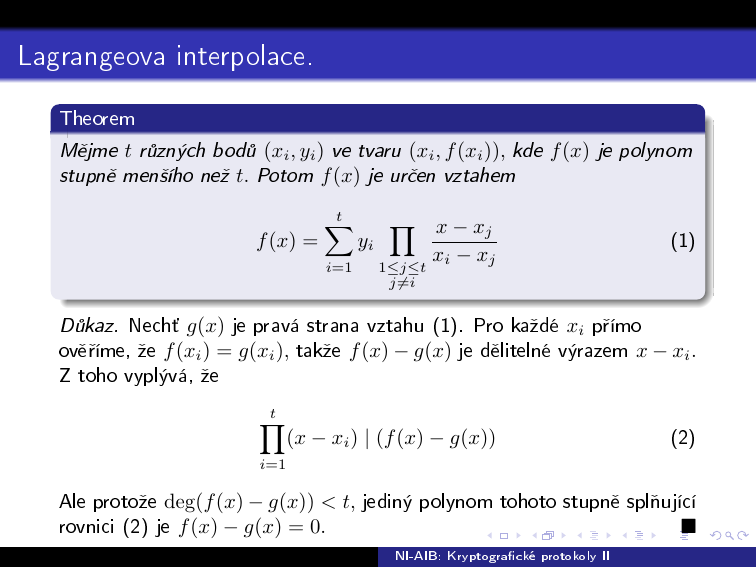 Lagrangeova interpolace.
Theorem
Mějme t různých bodů (x_i, y_i) ve tvaru (x_i, f(x_i)), kde f(x) je polynom
stupně menšího než t. Potom f(x) je určen vztahem
f(x) = \sum_{i=1}^{t} y_i \prod_{1 \le j \le t, j \ne i} \frac{x - x_j}{x_i - x_j} (1)
Důkaz. Nechť g(x) je pravá strana vztahu (1). Pro každé x_i přímo
ověříme, že f(x_i) = g(x_i), takže f(x) − g(x) je dělitelné výrazem x − x_i.
Z toho vyplývá, že
\prod_{i=1}^{t} (x − x_i) | (f(x) − g(x)) (2)
Ale protože deg(f(x) − g(x)) < t, jediný polynom tohoto stupně splňující
rovnici (2) je f(x) − g(x) = 0. ■
NI-AIB: Kryptografické protokoly II